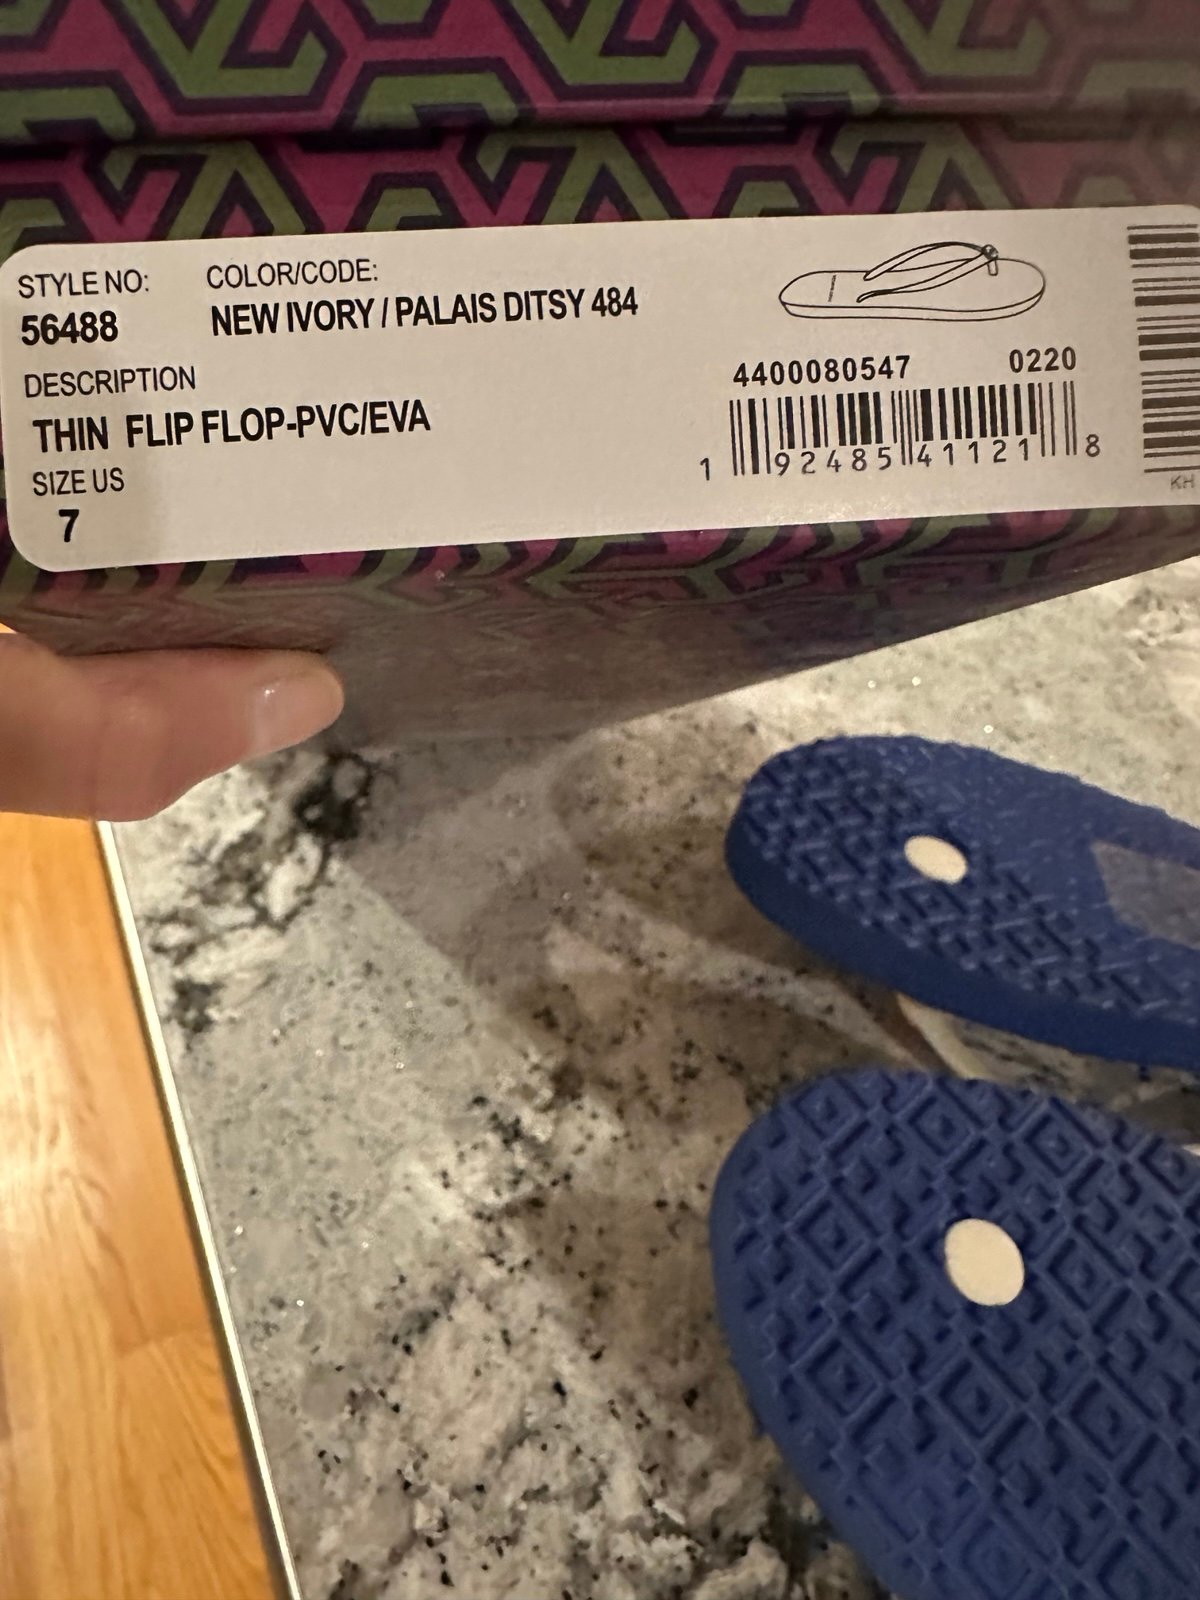 STYLE NO: COLOR/CODE:
56488 NEW IVORY / PALAIS DITSY 484
DESCRIPTION
THIN FLIP FLOP-PVC/EVA
SIZE US
7
4400080547 0220
1 92485 41121 8
KH